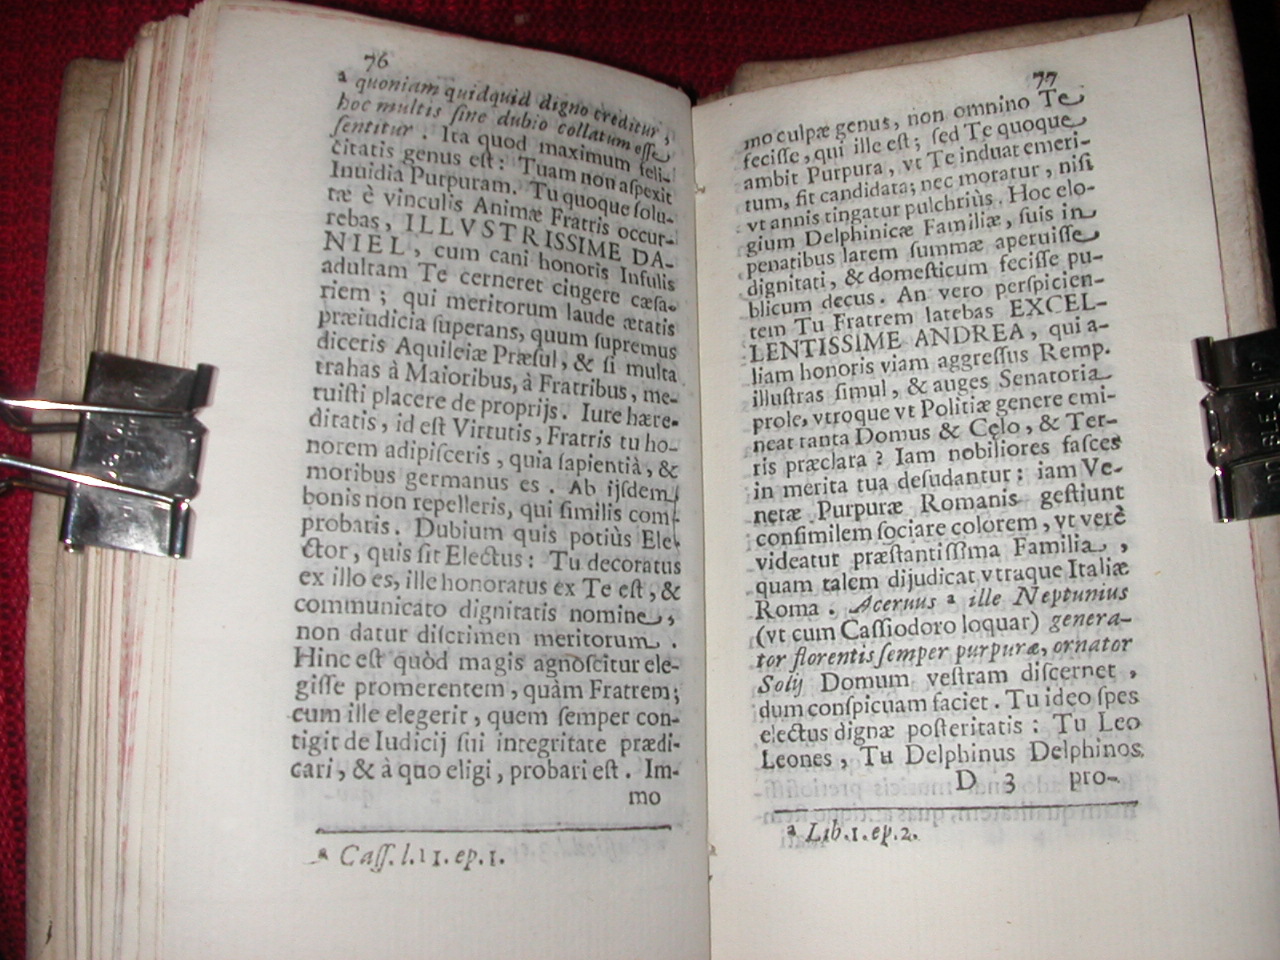 76
ª quoniam quidquid digno creditur,
hoc multis ſine dubio collatum eſſe
ſentitur. Ita quod maximum feli-
citatis genus eſt: Tuam non aſpexit
Inuidia Purpuram. Tu quoque ſolu-
tæ è vinculis Animæ Fratris occur-
rebas, ILLVSTRISSIME DA-
NIEL, cum cani honoris Inſulis
adultam Te cerneret cingere cæſa-
riem; qui meritorum laude ætatis
præiudicia ſuperans, quum ſupremus
diceris Aquileiæ Præſul, & ſi multa
trahas à Maioribus, à Fratribus, me-
ruiſti placere de proprijs. Iure hære-
ditatis, id eſt Virtutis, Fratris tu ho-
norem adipiſceris, quia ſapientià, &
moribus germanus es. Ab ijſdem
bonis non repelleris, qui ſimilis com-
probaris. Dubium quis potiùs Ele-
ctor, quis ſit Electus: Tu decoratus
ex illo es, ille honoratus ex Te eſt, &
communicato dignitatis nomine,
non datur diſcrimen meritorum.
Hinc eſt quòd magis agnoſcitur ele-
giſſe promerentem, quàm Fratrem;
cum ille elegerit, quem ſemper con-
tigit de Iudicij ſui integritate prædi-
cari, & à quo eligi, probari eſt. Im-
mo
ª Caſſ. l. 11. ep. 1.
77
mo culpæ genus, non omnino Te
feciſſe, qui ille eſt; ſed Te quoque
ambit Purpura, vt Te induat emeri-
tum, fit candidata; nec moratur, niſi
vt annis tingatur pulchriùs. Hoc elo-
gium Delphinicæ Familiæ, ſuis in
penatibus larem ſummæ aperuiſſe
dignitati, & domeſticum feciſſe pu-
blicum decus. An vero perſpicien-
tem Tu Fratrem latebas EXCEL-
LENTISSIME ANDREA, qui a-
liam honoris viam aggreſſus Remp.
illuſtras ſimul, & auges Senatoria
prole, vtroque vt Politiæ genere emi-
neat tanta Domus & Cęlo, & Ter-
ris præclara? Iam nobiliores faſces
in merita tua deſudantur: iam Ve-
netæ Purpuræ Romanis geſtiunt
conſimilem ſociare colorem, vt verè
videatur præſtantiſſima Familia,
quam talem dijudicat vtraque Italiæ
Roma. Aceruus ª ille Neptunius
(vt cum Caſſiodoro loquar) genera-
tor florentis ſemper purpuræ, ornator
Solij Domum veſtram diſcernet,
dum conſpicuam faciet. Tu ideo ſpes
electus dignæ poſteritatis: Tu Leo
Leones, Tu Delphinus Delphinos
D 3 pro-
ª Lib. 1. ep. 2.